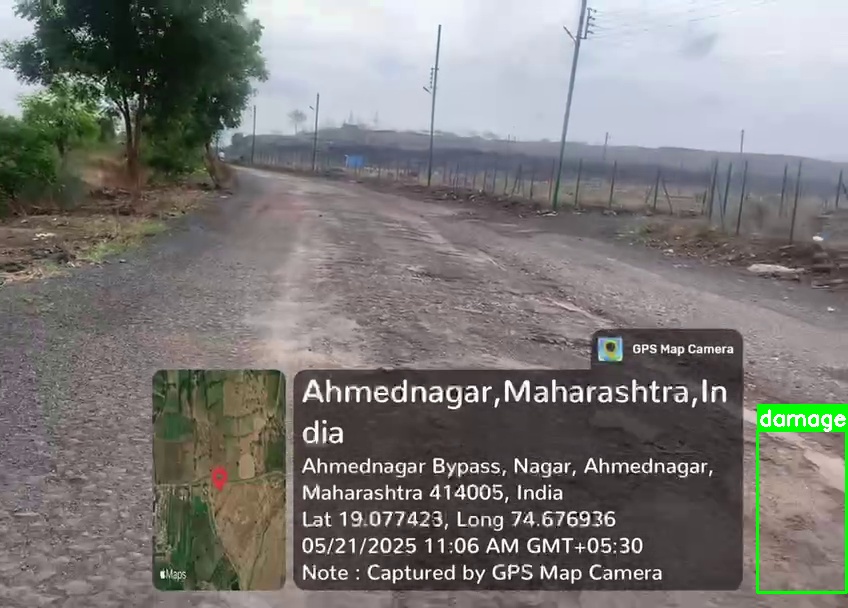 GPS Map Camera
Ahmednagar,Maharashtra,In
dia
Ahmednagar Bypass, Nagar, Ahmednagar,
Maharashtra 414005, India
Lat 19.077423, Long 74.676936
05/21/2025 11:06 AM GMT+05:30
Note : Captured by GPS Map Camera
Maps
damage